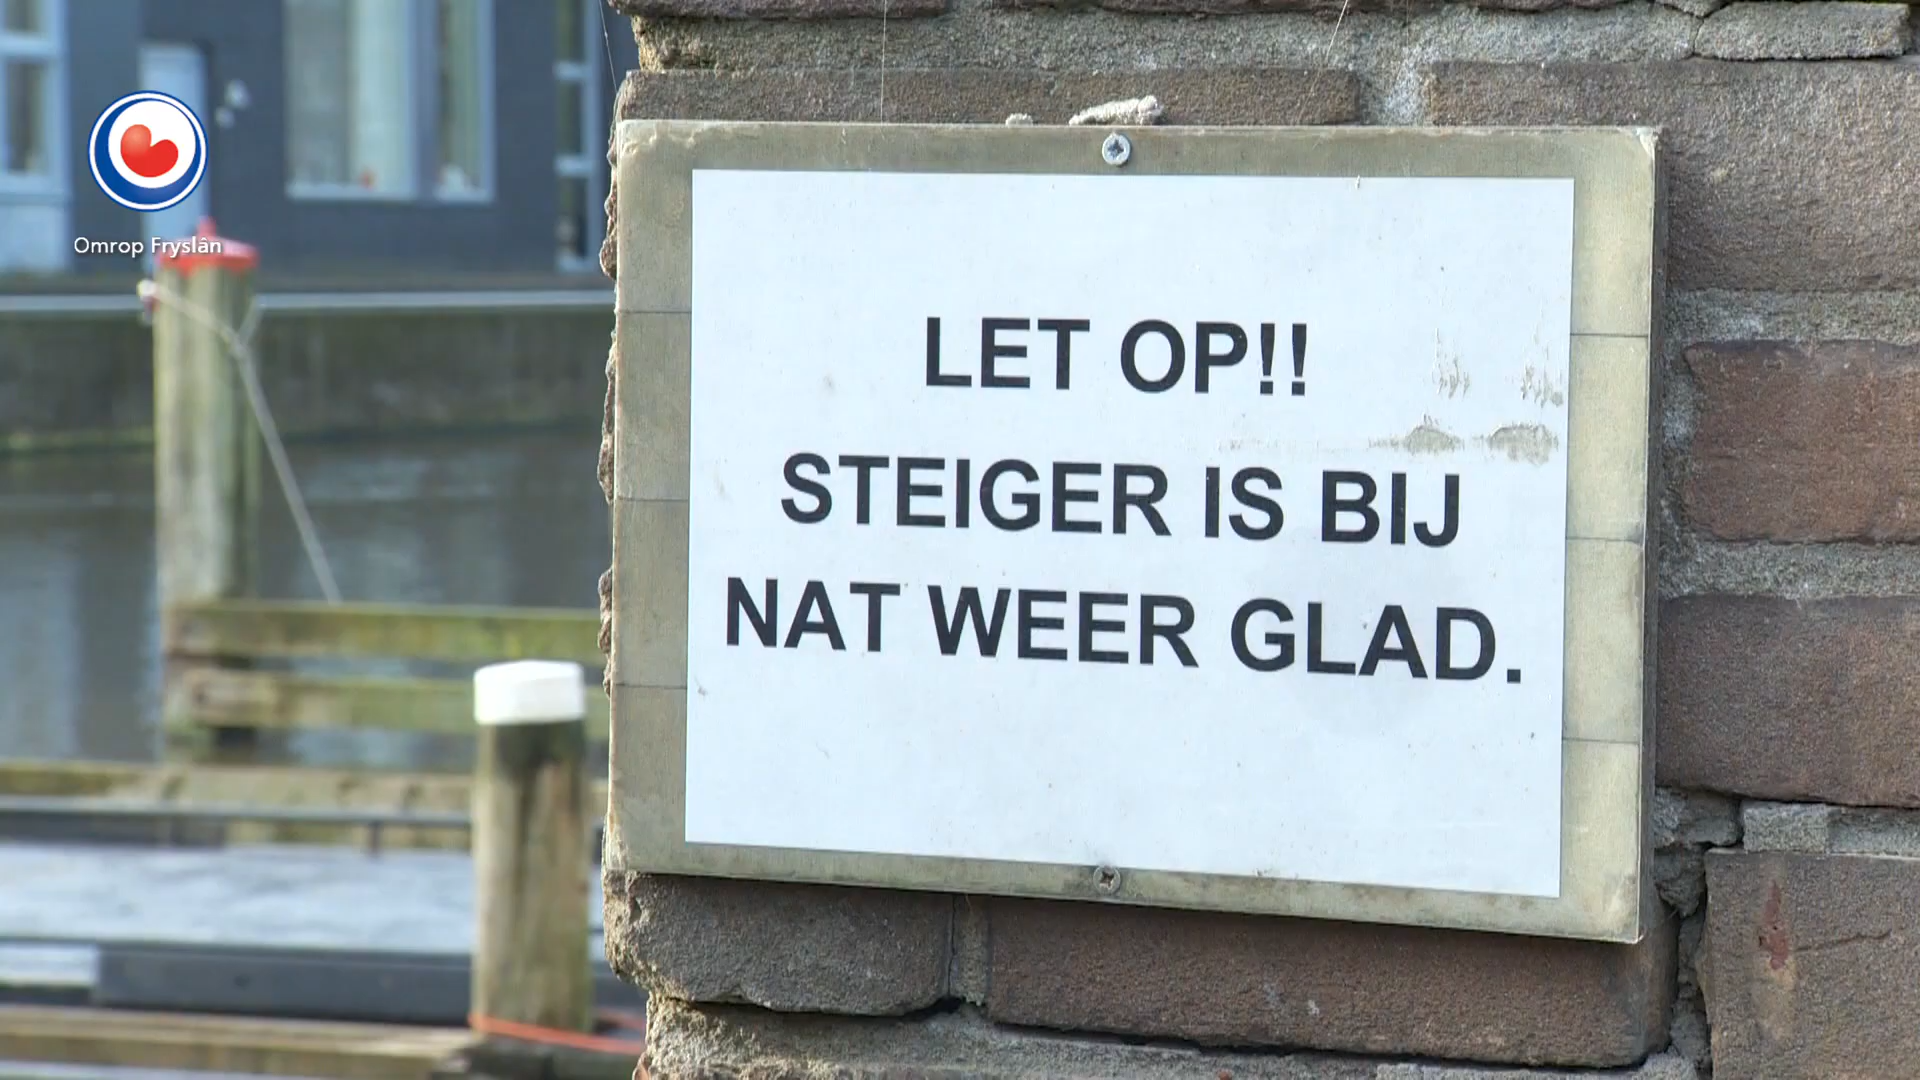 Omrop Fryslân
LET OP!!
STEIGER IS BIJ
NAT WEER GLAD.